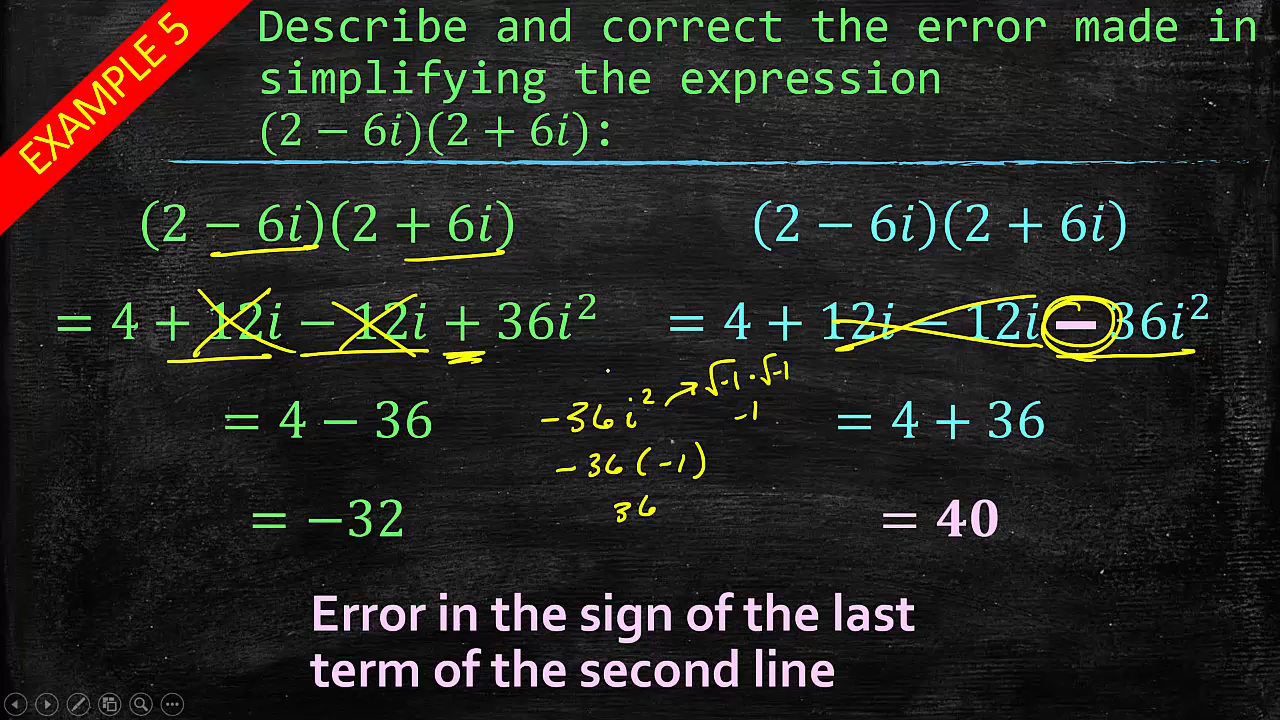 EXAMPLE 5
Describe and correct the error made in
simplifying the expression
(2 − 6i)(2 + 6i):
(2 − 6i)(2 + 6i)
= 4 + 12i − 12i + 36i²
= 4 − 36
= −32
−36i²
√-1 · √-1
-1
−36(−1)
36
(2 − 6i)(2 + 6i)
= 4 + 12i − 12i − 36i²
= 4 + 36
= 40
Error in the sign of the last
term of the second line